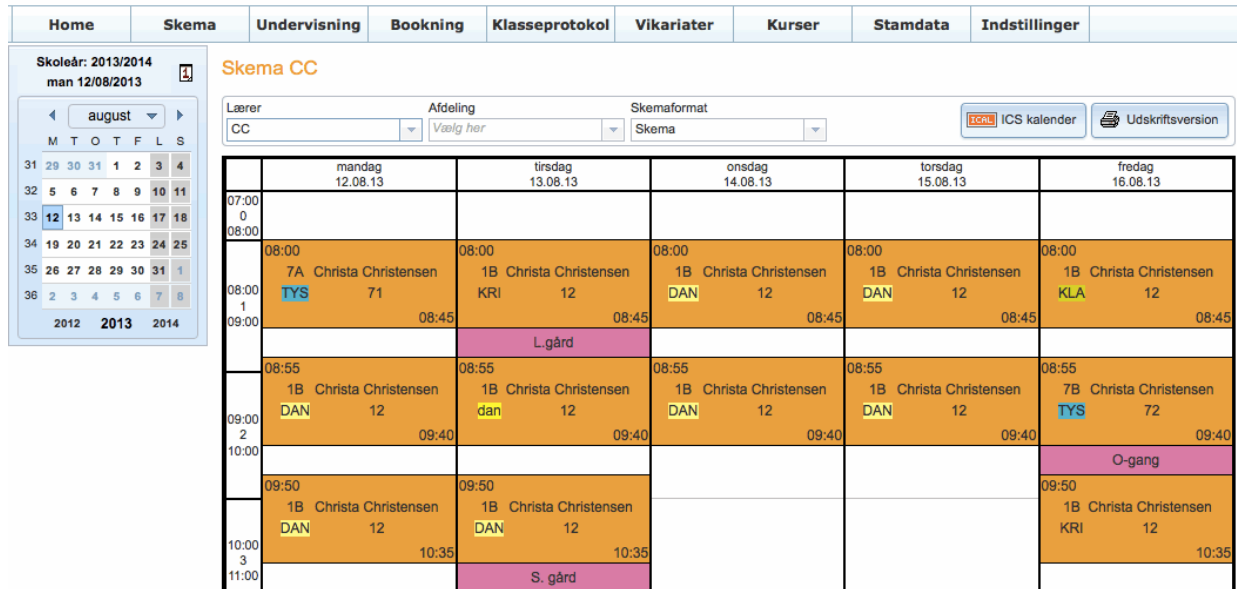 Home Skema Undervisning Bookning Klasseprotokol Vikariater Kurser Stamdata Indstillinger
Skoleår: 2013/2014
man 12/08/2013
1
august
M T O T F L S
31 29 30 31 1 2 3 4
32 5 6 7 8 9 10 11
33 12 13 14 15 16 17 18
34 19 20 21 22 23 24 25
35 26 27 28 29 30 31 1
36 2 3 4 5 6 7 8
2012 2013 2014
Skema CC
Lærer Afdeling Skemaformat
CC Vælg her Skema
ICAL ICS kalender Udskriftsversion
mandag tirsdag onsdag torsdag fredag
12.08.13 13.08.13 14.08.13 15.08.13 16.08.13
07:00
0
08:00
08:00 08:00 08:00 08:00 08:00
7A Christa Christensen 1B Christa Christensen 1B Christa Christensen 1B Christa Christensen 1B Christa Christensen
08:00 TYS 71 KRI 12 DAN 12 DAN 12 KLA 12
1
09:00 08:45 08:45 08:45 08:45 08:45
L.gård
08:55 08:55 08:55 08:55 08:55
1B Christa Christensen 1B Christa Christensen 1B Christa Christensen 1B Christa Christensen 7B Christa Christensen
09:00 DAN 12 dan 12 DAN 12 DAN 12 TYS 72
2 09:40 09:40 09:40 09:40 09:40
10:00 O-gang
09:50 09:50 09:50
1B Christa Christensen 1B Christa Christensen 1B Christa Christensen
DAN 12 DAN 12 KRI 12
10:00 10:35 10:35 10:35
3
11:00 S. gård